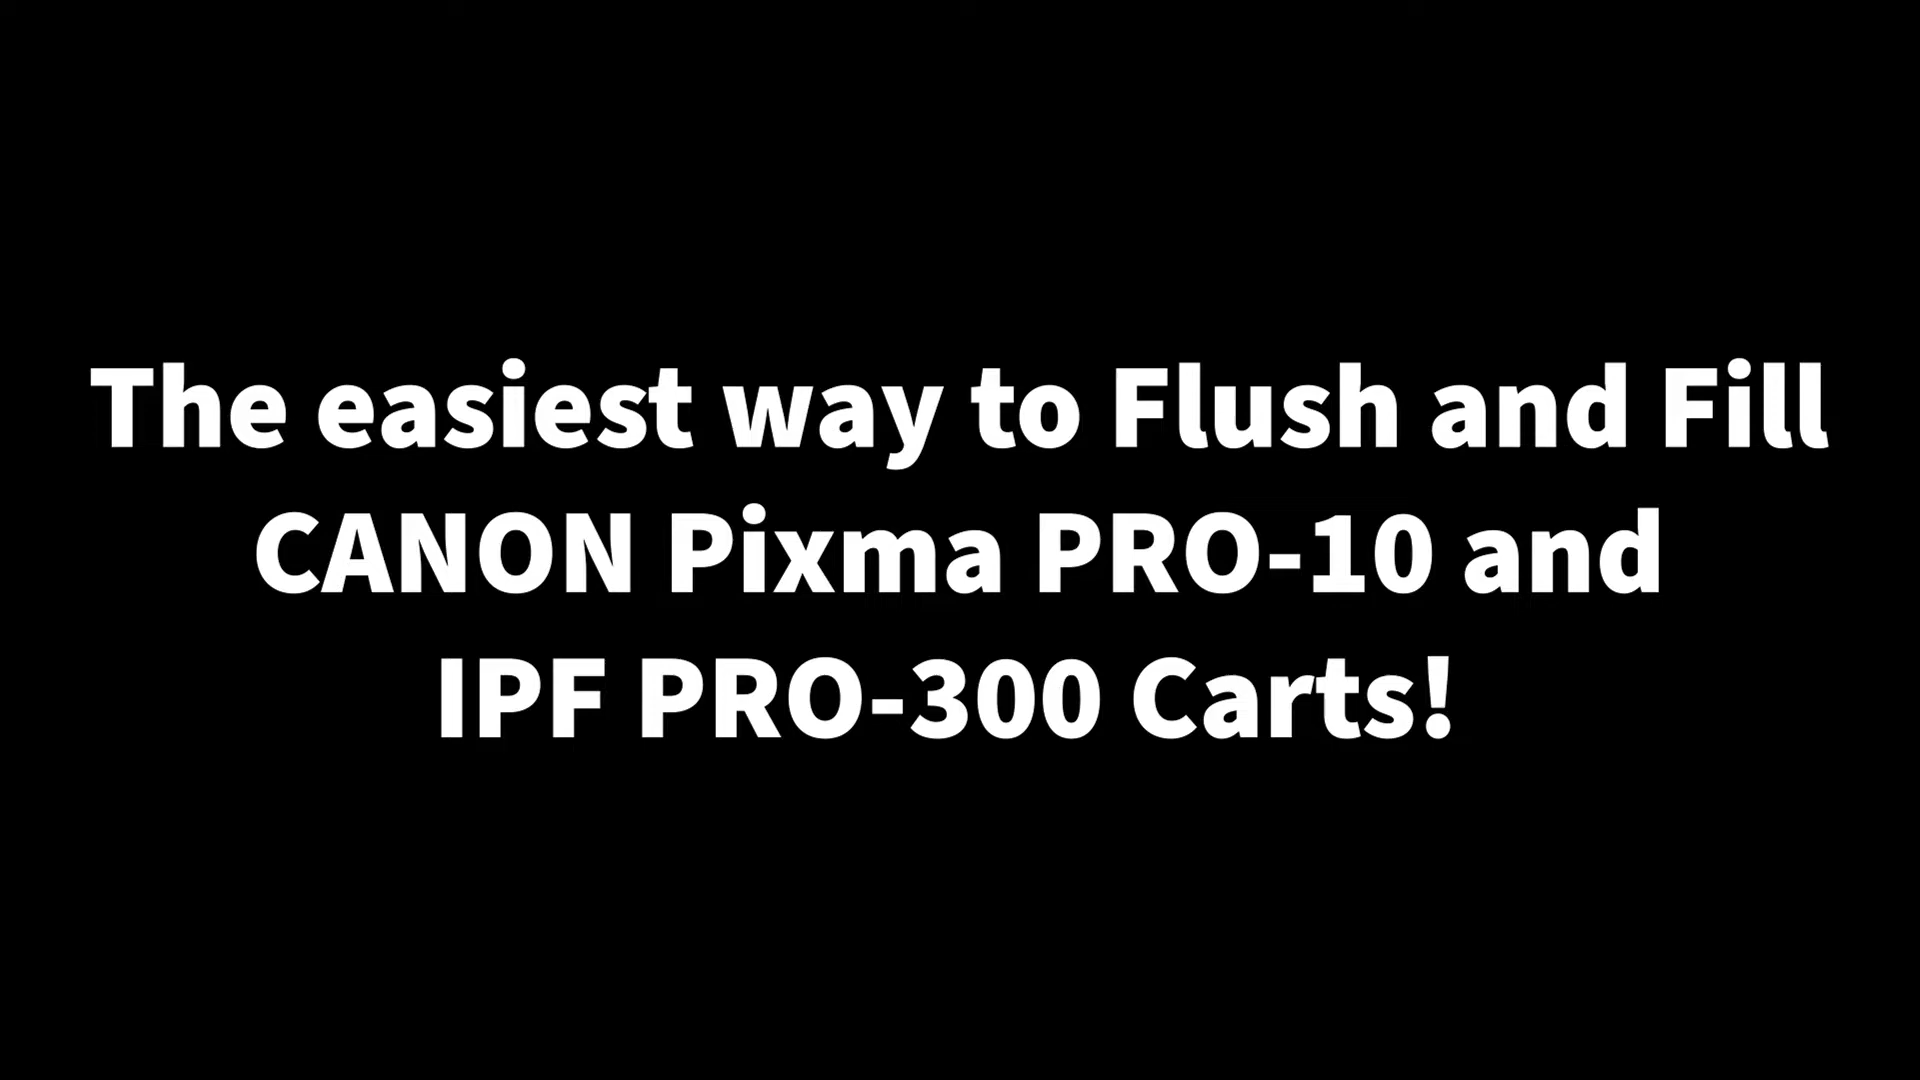 The easiest way to Flush and Fill
CANON Pixma PRO-10 and
IPF PRO-300 Carts!